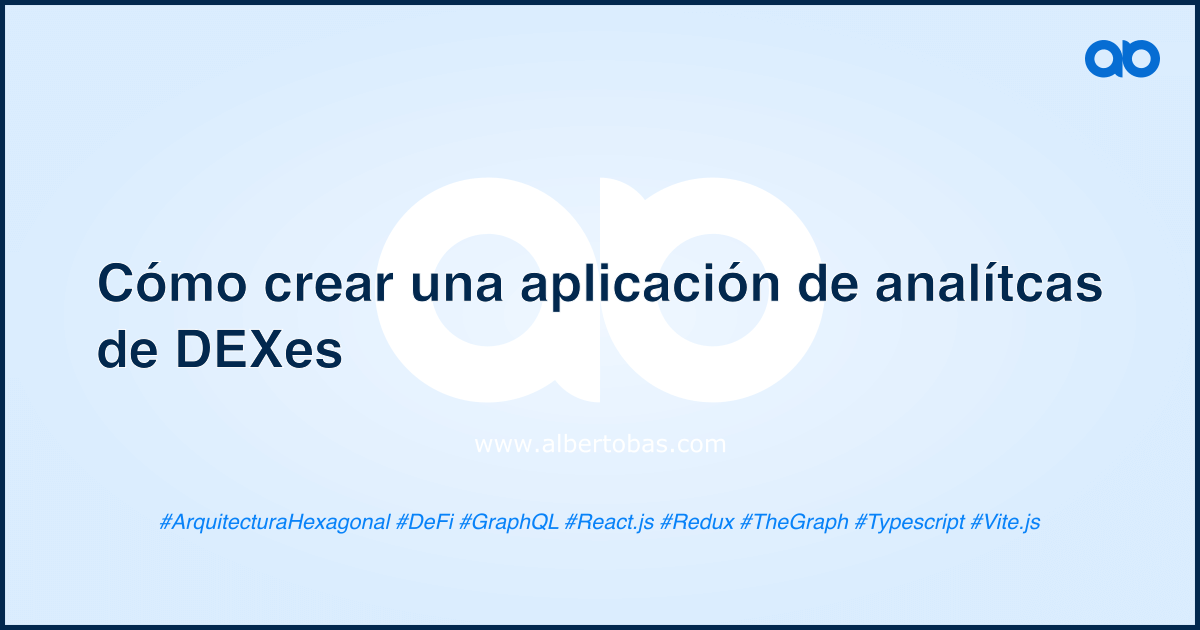 Cómo crear una aplicación de analítcas
de DEXes
www.albertobas.com
#ArquitecturaHexagonal #DeFi #GraphQL #React.js #Redux #TheGraph #Typescript #Vite.js